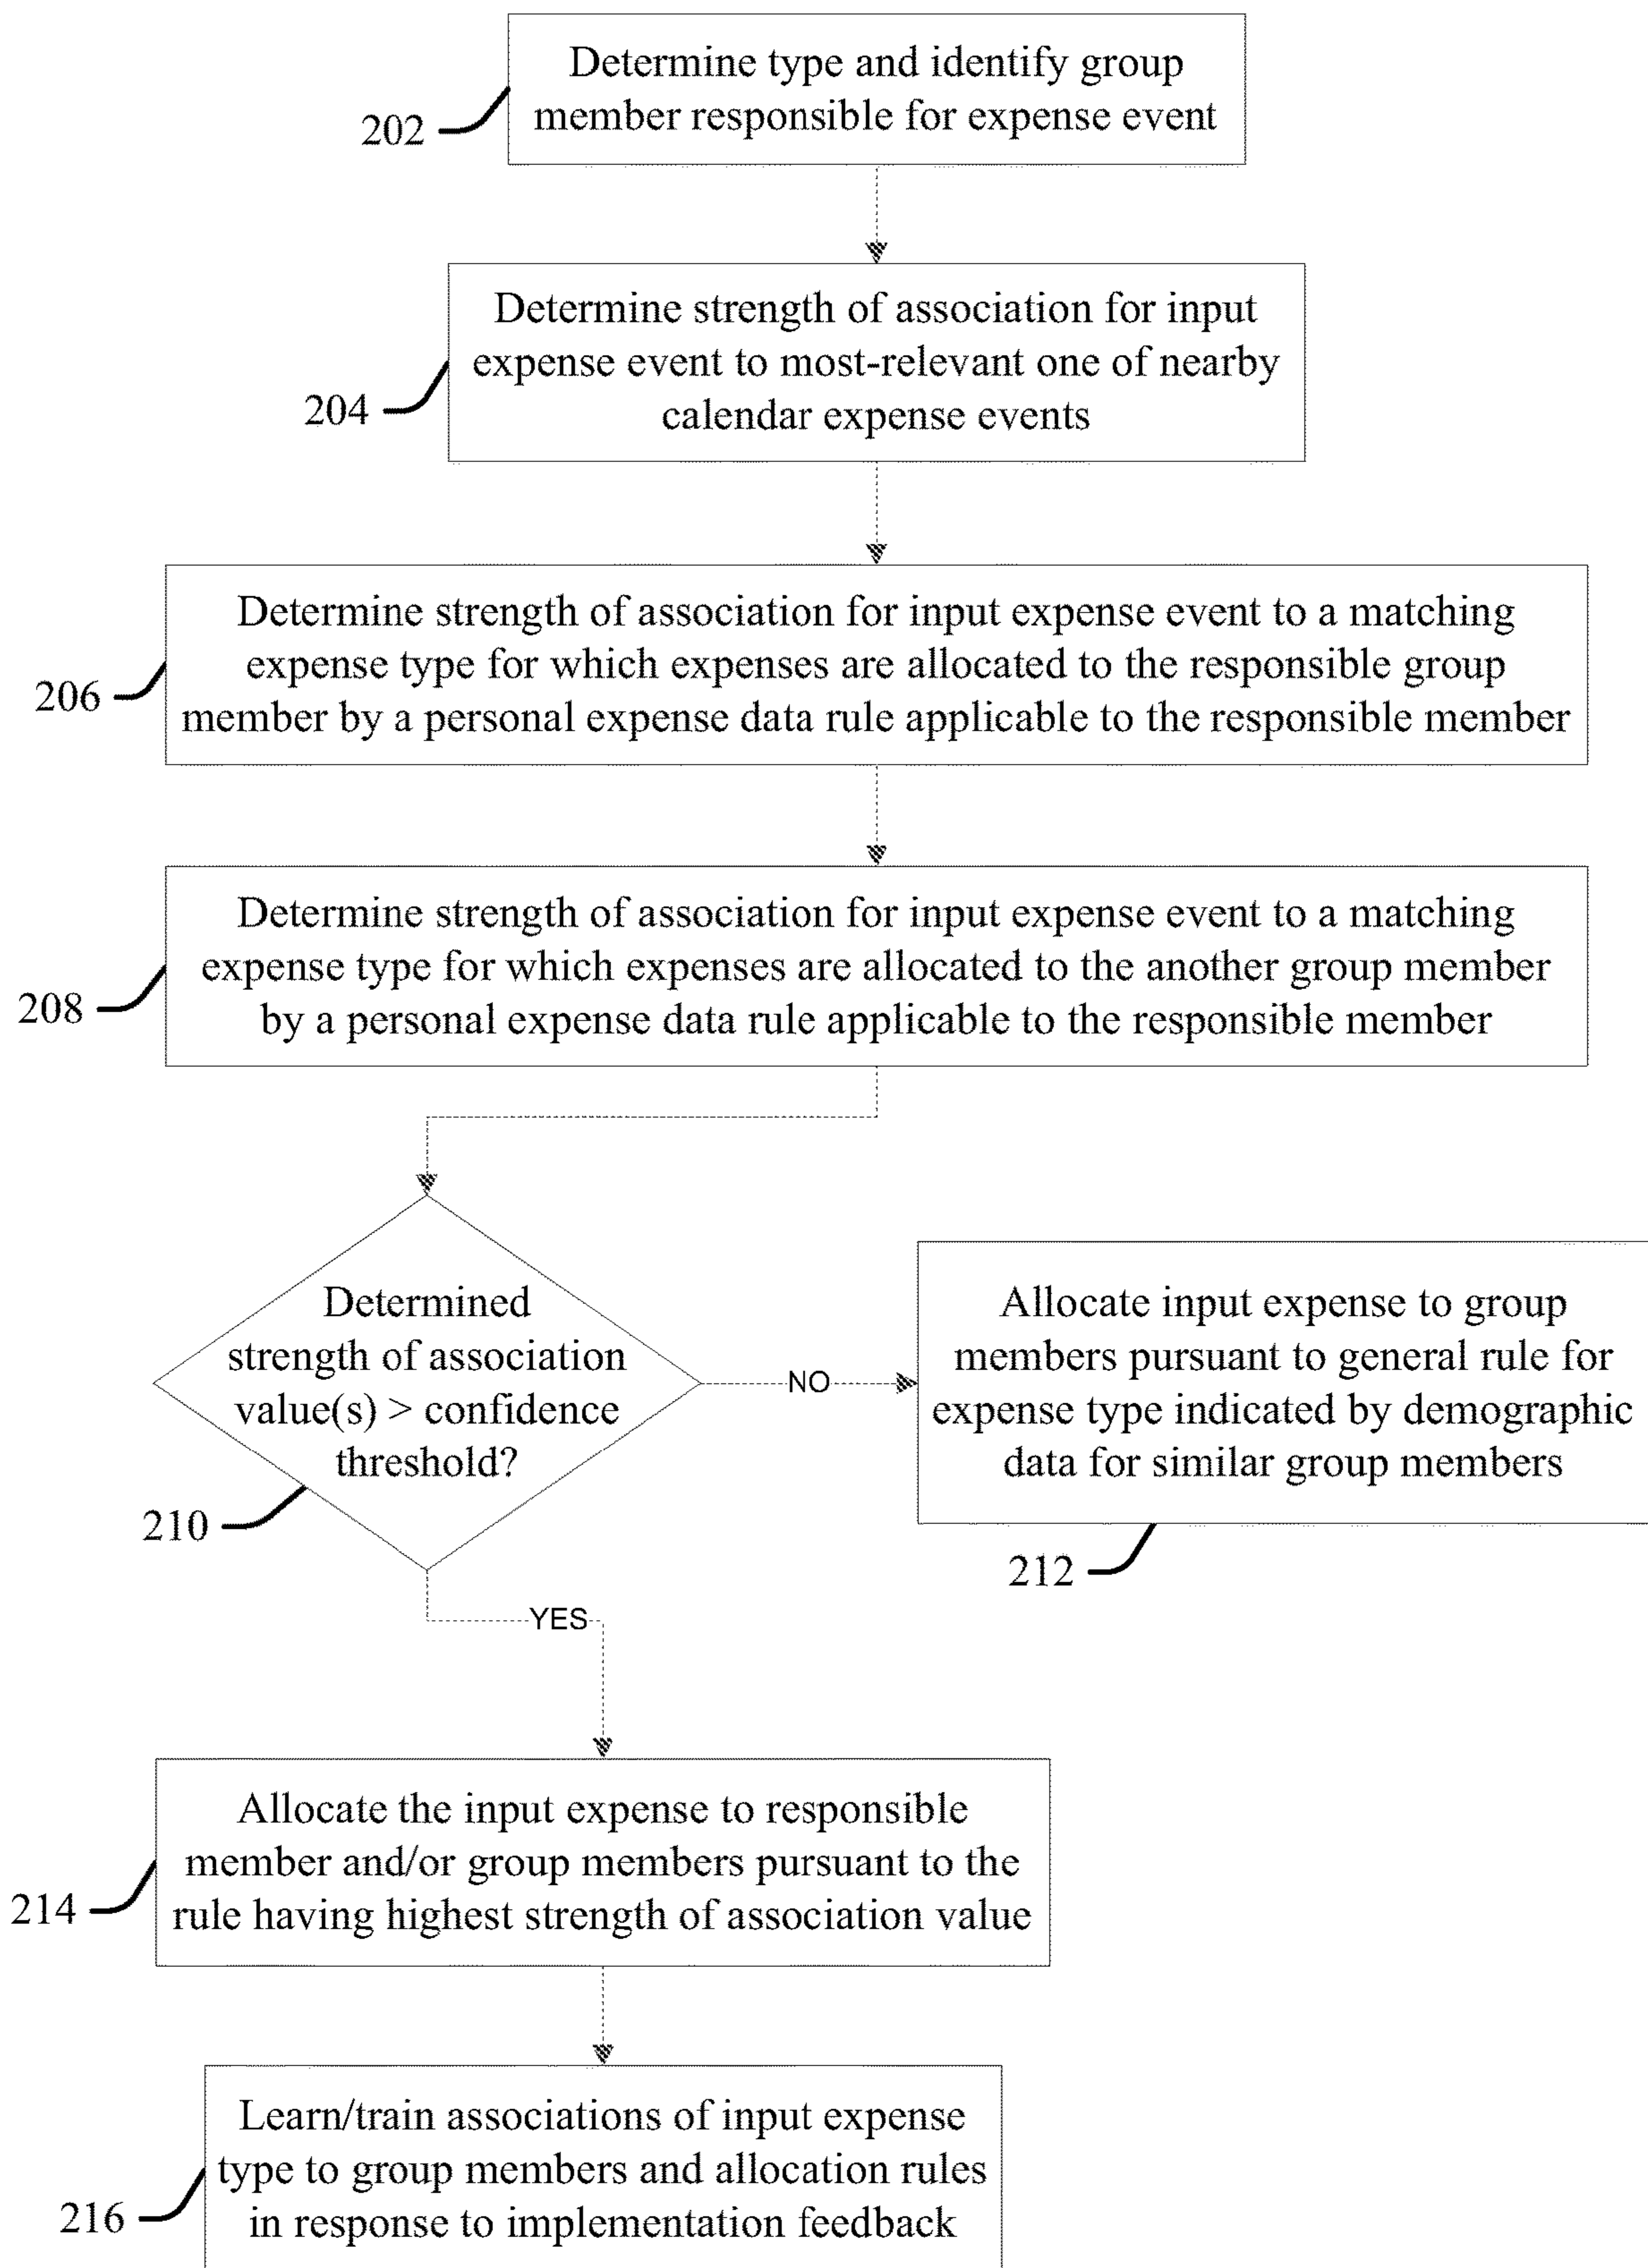 Determine type and identify group
member responsible for expense event
202
Determine strength of association for input
expense event to most-relevant one of nearby
calendar expense events
204
Determine strength of association for input expense event to a matching
expense type for which expenses are allocated to the responsible group
member by a personal expense data rule applicable to the responsible member
206
Determine strength of association for input expense event to a matching
expense type for which expenses are allocated to the another group member
by a personal expense data rule applicable to the responsible member
208
Determined
strength of association
value(s) > confidence
threshold?
210
NO
Allocate input expense to group
members pursuant to general rule for
expense type indicated by demographic
data for similar group members
212
YES
Allocate the input expense to responsible
member and/or group members pursuant to the
rule having highest strength of association value
214
Learn/train associations of input expense
type to group members and allocation rules
in response to implementation feedback
216